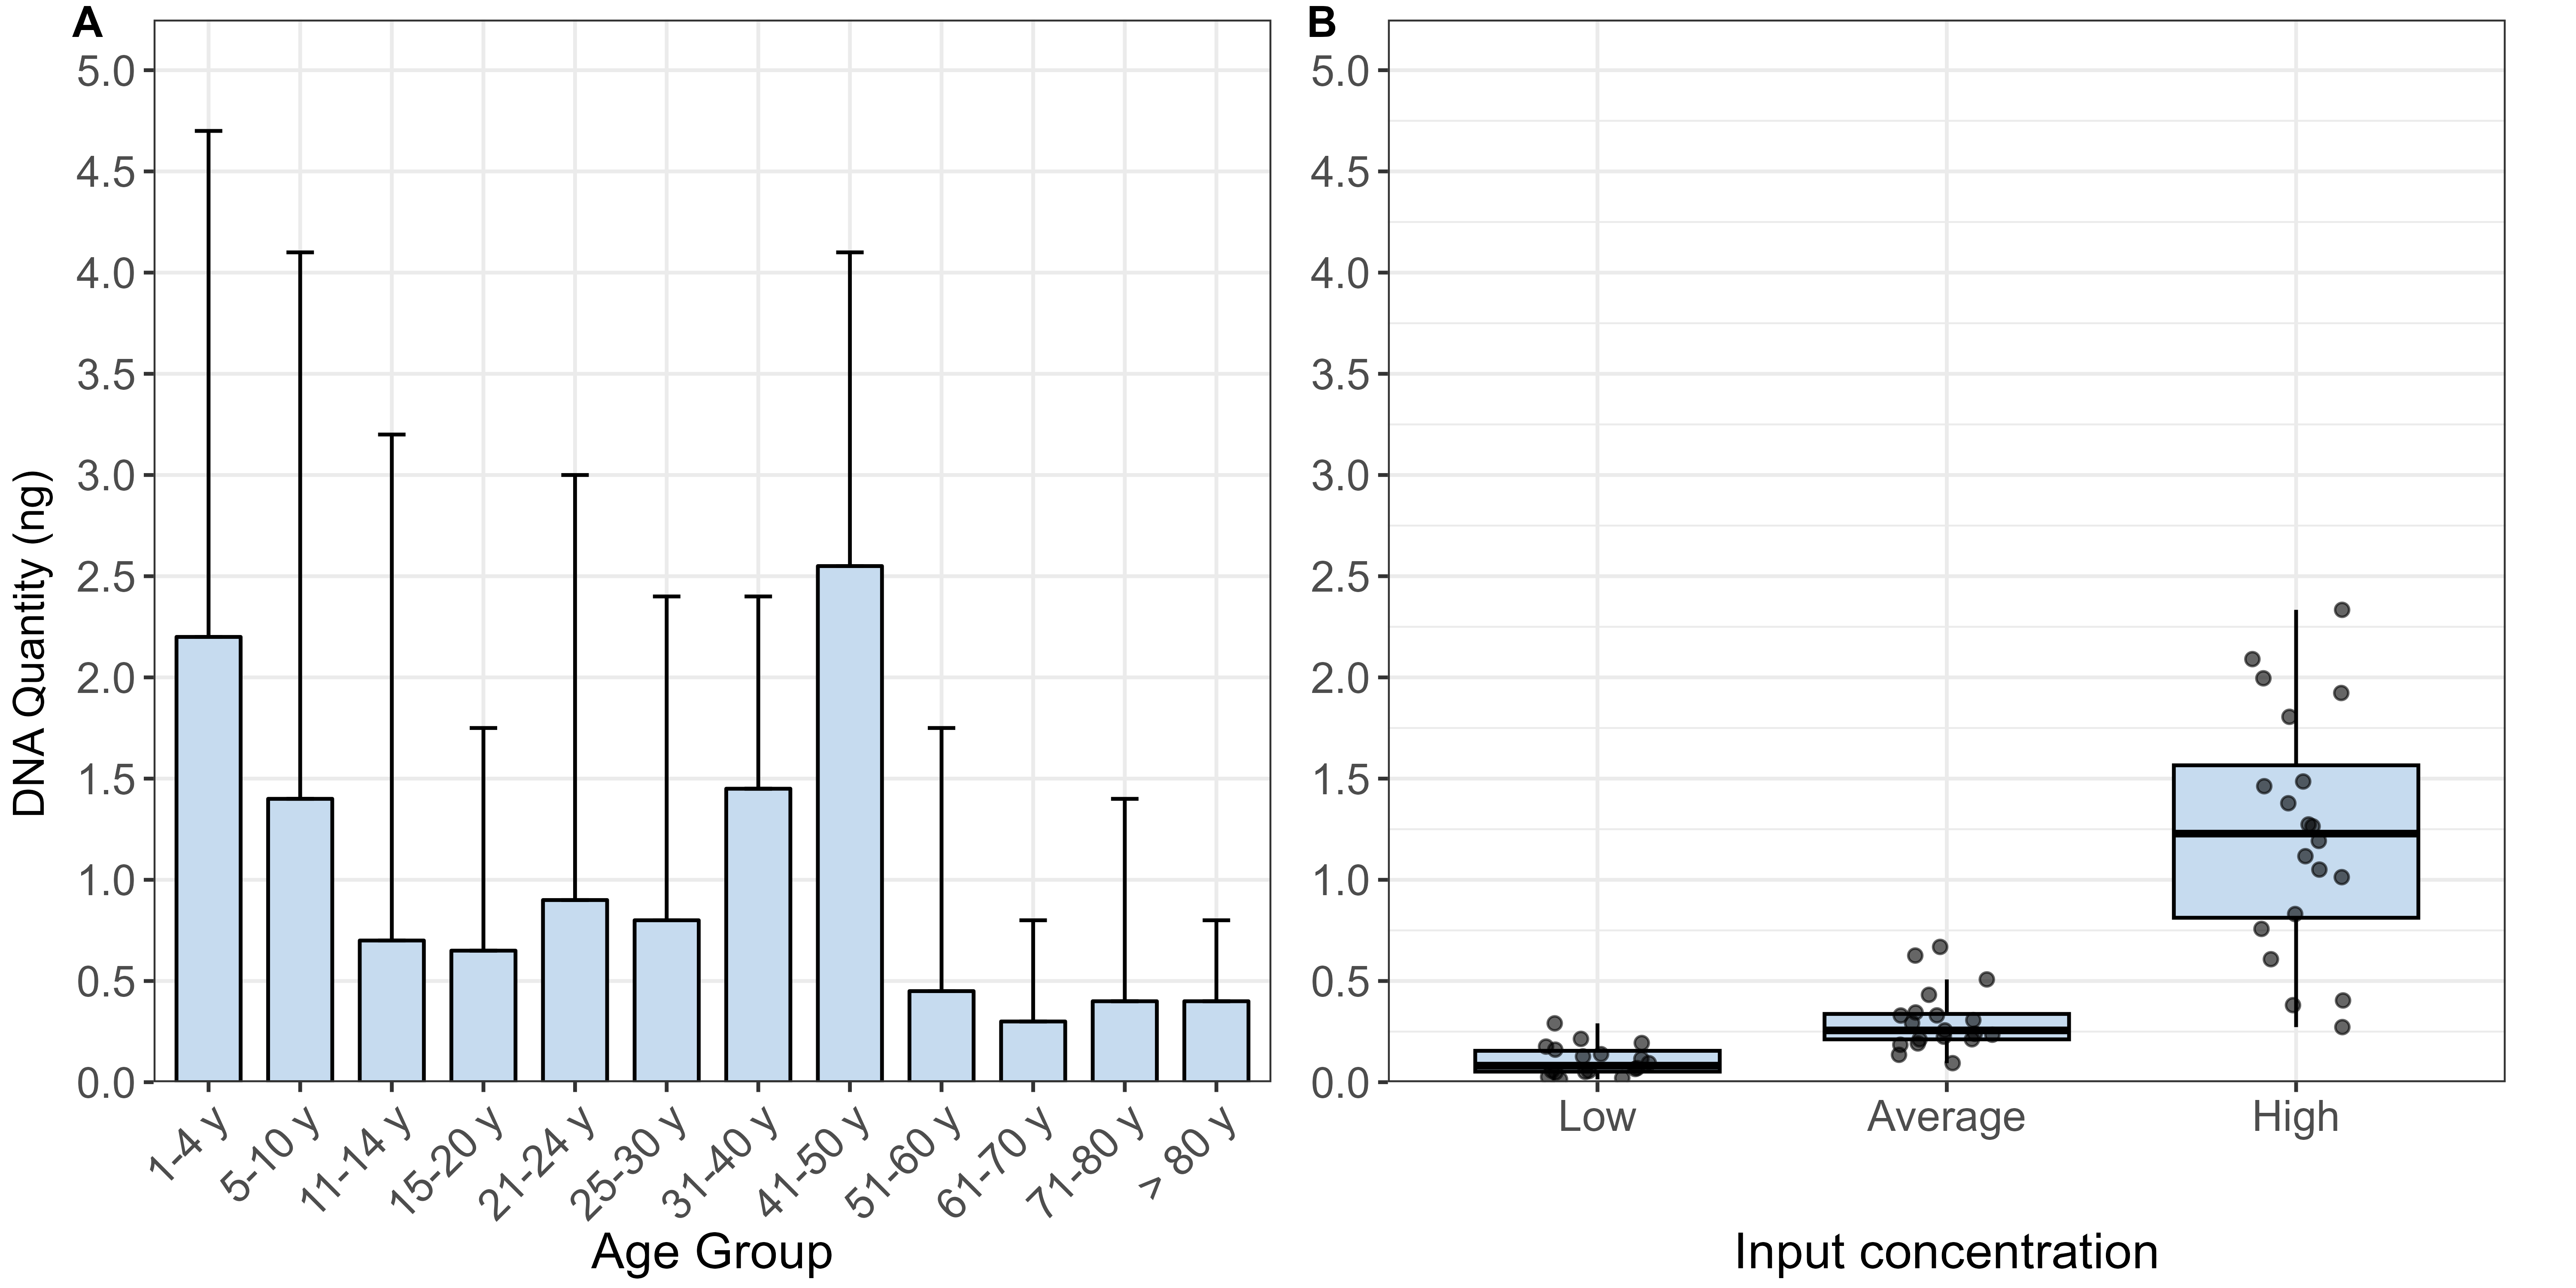 A
DNA Quantity (ng)
5.0
4.5
4.0
3.5
3.0
2.5
2.0
1.5
1.0
0.5
0.0
1-4 y
5-10 y
11-14 y
15-20 y
21-24 y
25-30 y
31-40 y
41-50 y
51-60 y
61-70 y
71-80 y
> 80 y
Age Group
B
5.0
4.5
4.0
3.5
3.0
2.5
2.0
1.5
1.0
0.5
0.0
Low
Average
High
Input concentration